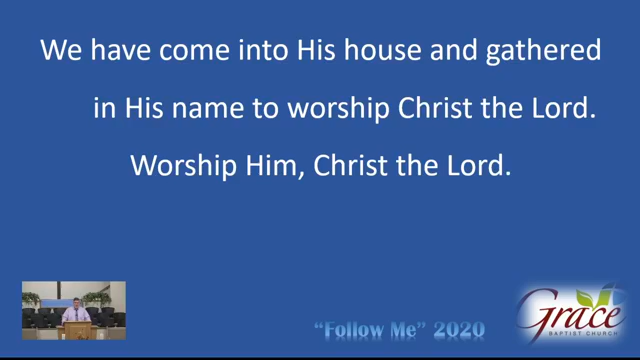 We have come into His house and gathered
in His name to worship Christ the Lord.
Worship Him, Christ the Lord.
"Follow Me" 2020
Grace
BAPTIST CHURCH